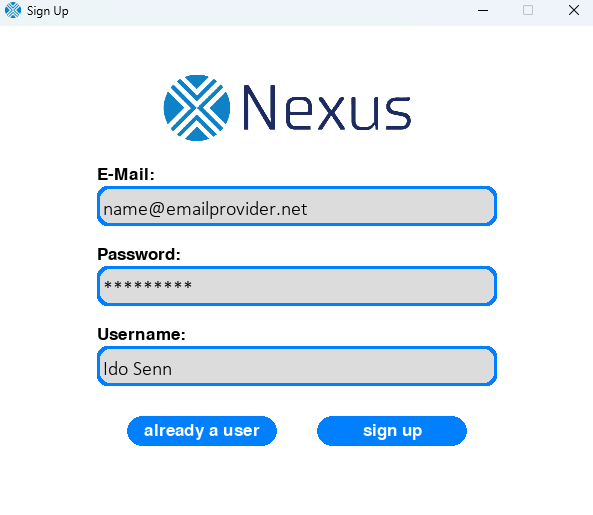 Sign Up
Nexus
E-Mail:
name@emailprovider.net
Password:
*********
Username:
Ido Senn
already a user
sign up